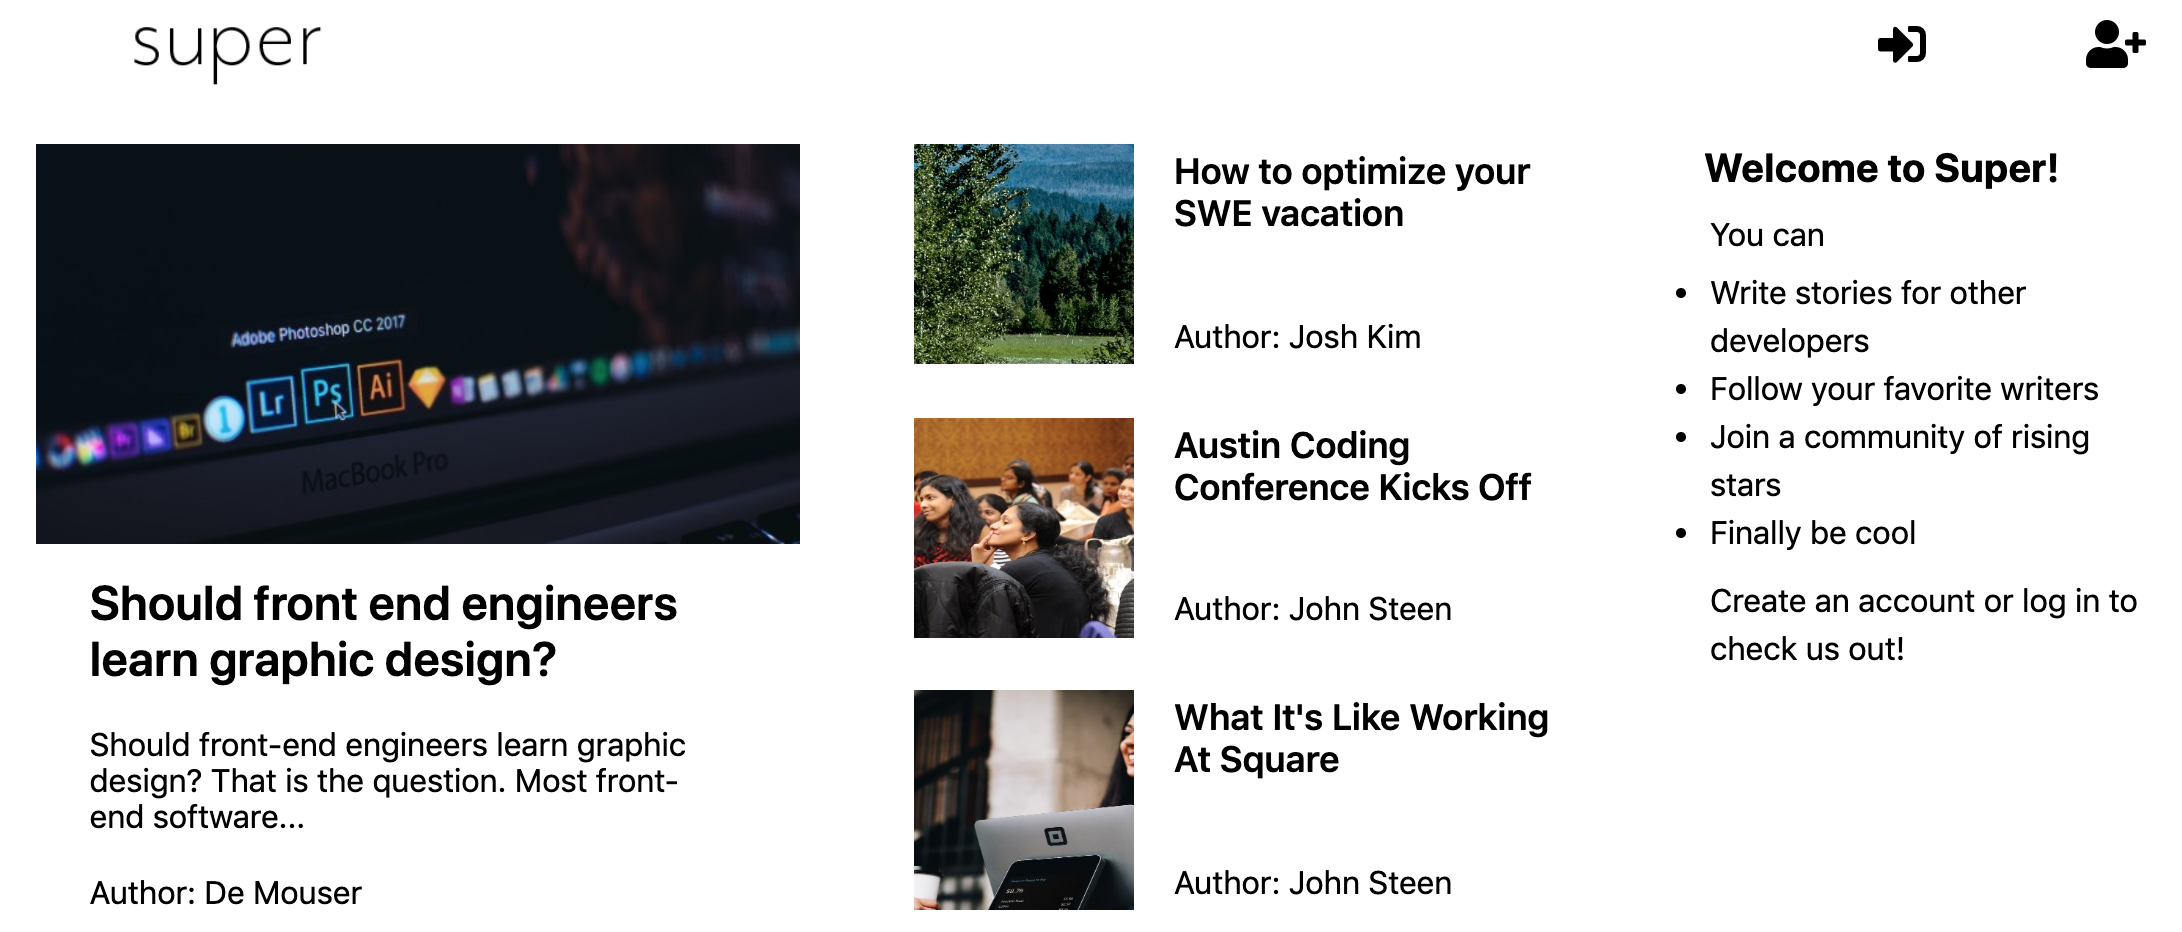 super
Adobe Photoshop CC 2017
Br
1
Lr
Ps
Ai
MacBook Pro
Should front end engineers
learn graphic design?
Should front-end engineers learn graphic
design? That is the question. Most front-
end software...
Author: De Mouser
How to optimize your
SWE vacation
Author: Josh Kim
Austin Coding
Conference Kicks Off
Author: John Steen
What It's Like Working
At Square
Author: John Steen
Welcome to Super!
You can
• Write stories for other
developers
• Follow your favorite writers
• Join a community of rising
stars
• Finally be cool
Create an account or log in to
check us out!